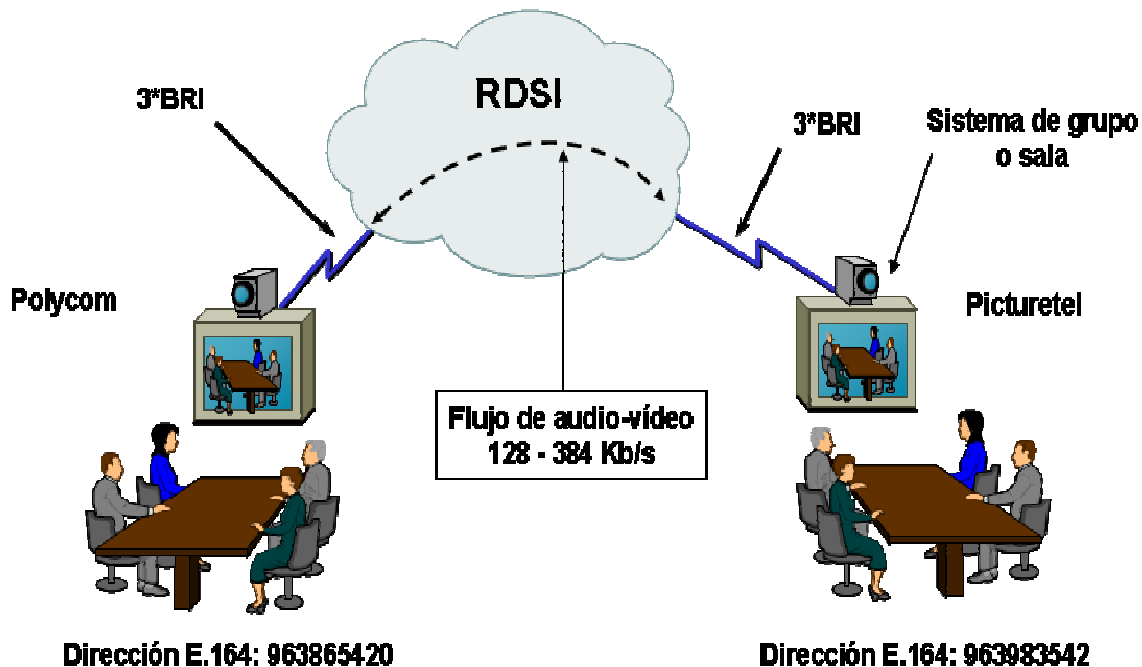 RDSI
3*BRI
3*BRI
Sistema de grupo
o sala
Polycom
Picturetel
Flujo de audio-vídeo
128 - 384 Kb/s
Dirección E.164: 963865420
Dirección E.164: 963983542